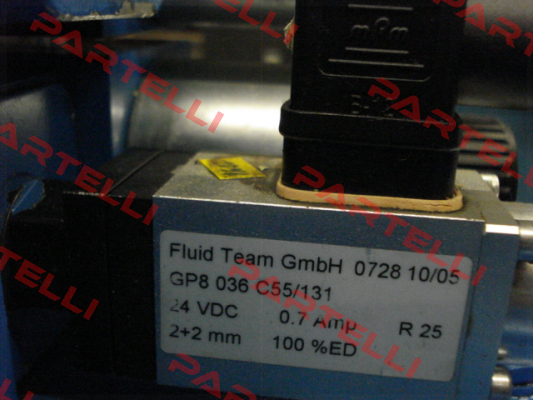 PARTELLI
PARTELLI
PARTELLI
PARTELLI
PARTELLI
PARTELLI
Fluid Team GmbH 0728 10/05
GP8 036 C55/131
24 VDC 0.7 Amp R 25
2+2 mm 100 %ED